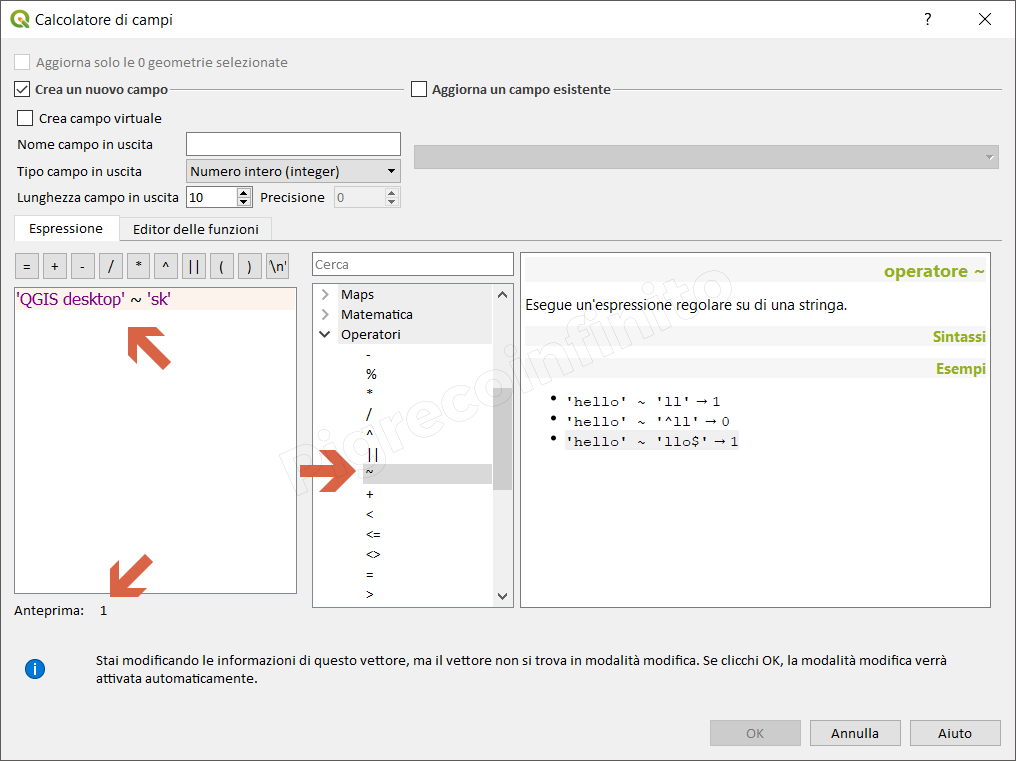 Calcolatore di campi
?
Aggiorna solo le 0 geometrie selezionate
Crea un nuovo campo
Aggiorna un campo esistente
Crea campo virtuale
Nome campo in uscita
Tipo campo in uscita Numero intero (integer)
Lunghezza campo in uscita 10 Precisione 0
Espressione Editor delle funzioni
= + - / * ^ || ( ) \n'
'QGIS desktop' ~ 'sk'
Anteprima: 1
Cerca
Maps
Matematica
Operatori
-
%
*
/
^
||
~
+
<
<=
<>
=
>
operatore ~
Esegue un'espressione regolare su di una stringa.
Sintassi
Esempi
• 'hello' ~ 'll' → 1
• 'hello' ~ '^ll' → 0
• 'hello' ~ 'llo$' → 1
Pigrecoinfinito
Stai modificando le informazioni di questo vettore, ma il vettore non si trova in modalità modifica. Se clicchi OK, la modalità modifica verrà
attivata automaticamente.
OK Annulla Aiuto